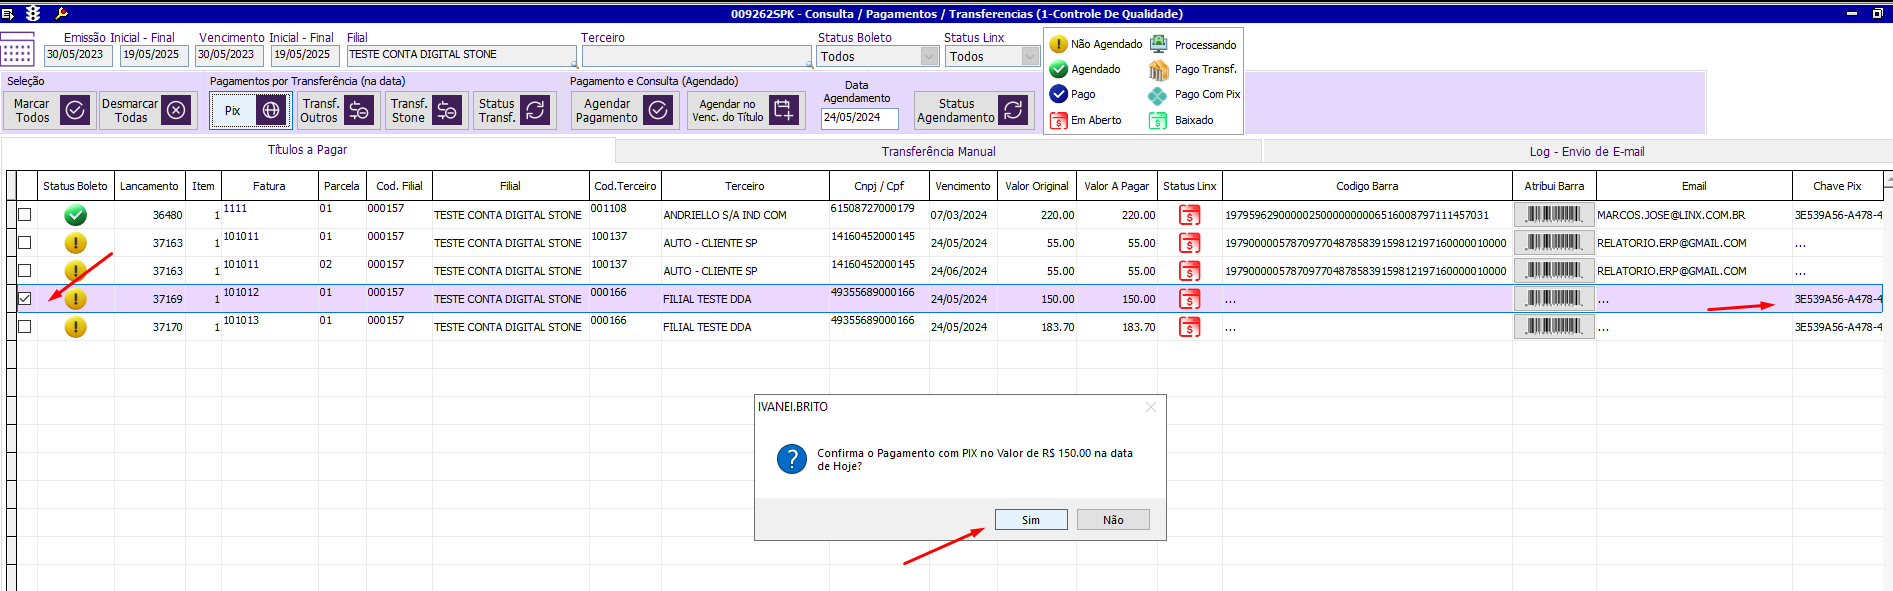 009262SPK - Consulta / Pagamentos / Transferencias (1-Controle De Qualidade)
Emissão Inicial - Final Vencimento Inicial - Final Filial Terceiro Status Boleto Status Linx
30/05/2023 19/05/2025 30/05/2023 19/05/2025 TESTE CONTA DIGITAL STONE Todos Todos
Não Agendado Processando
Agendado Pago Transf.
Pago Pago Com Pix
Em Aberto Baixado
Seleção Pagamentos por Transferência (na data) Pagamento e Consulta (Agendado)
Marcar Todos
Desmarcar Todas
Pix
Transf. Outros
Transf. Stone
Status Transf.
Agendar Pagamento
Agendar no Venc. do Título
Data Agendamento
24/05/2024
Status Agendamento
Títulos a Pagar Transferência Manual Log - Envio de E-mail
Status Boleto Lancamento Item Fatura Parcela Cod. Filial Filial Cod.Terceiro Terceiro Cnpj / Cpf Vencimento Valor Original Valor A Pagar Status Linx Codigo Barra Atribui Barra Email Chave Pix
36480 1 1111 01 000157 TESTE CONTA DIGITAL STONE 001108 ANDRIELLO S/A IND COM 61508727000179 07/03/2024 220.00 220.00 MARCOS.JOSE@LINX.COM.BR 3E539A56-A478-4
37163 1 101011 01 000157 TESTE CONTA DIGITAL STONE 100137 AUTO - CLIENTE SP 14160452000145 24/05/2024 55.00 55.00 RELATORIO.ERP@GMAIL.COM ...
37163 1 101011 02 000157 TESTE CONTA DIGITAL STONE 100137 AUTO - CLIENTE SP 14160452000145 24/06/2024 55.00 55.00 RELATORIO.ERP@GMAIL.COM ...
37169 1 101012 01 000157 TESTE CONTA DIGITAL STONE 000166 FILIAL TESTE DDA 49355689000166 24/05/2024 150.00 150.00 ... ... 3E539A56-A478-4
37170 1 101013 01 000157 TESTE CONTA DIGITAL STONE 000166 FILIAL TESTE DDA 49355689000166 24/05/2024 183.70 183.70 ... ... 3E539A56-A478-4
IVANEI.BRITO
Confirma o Pagamento com PIX no Valor de R$ 150.00 na data
de Hoje?
Sim Não